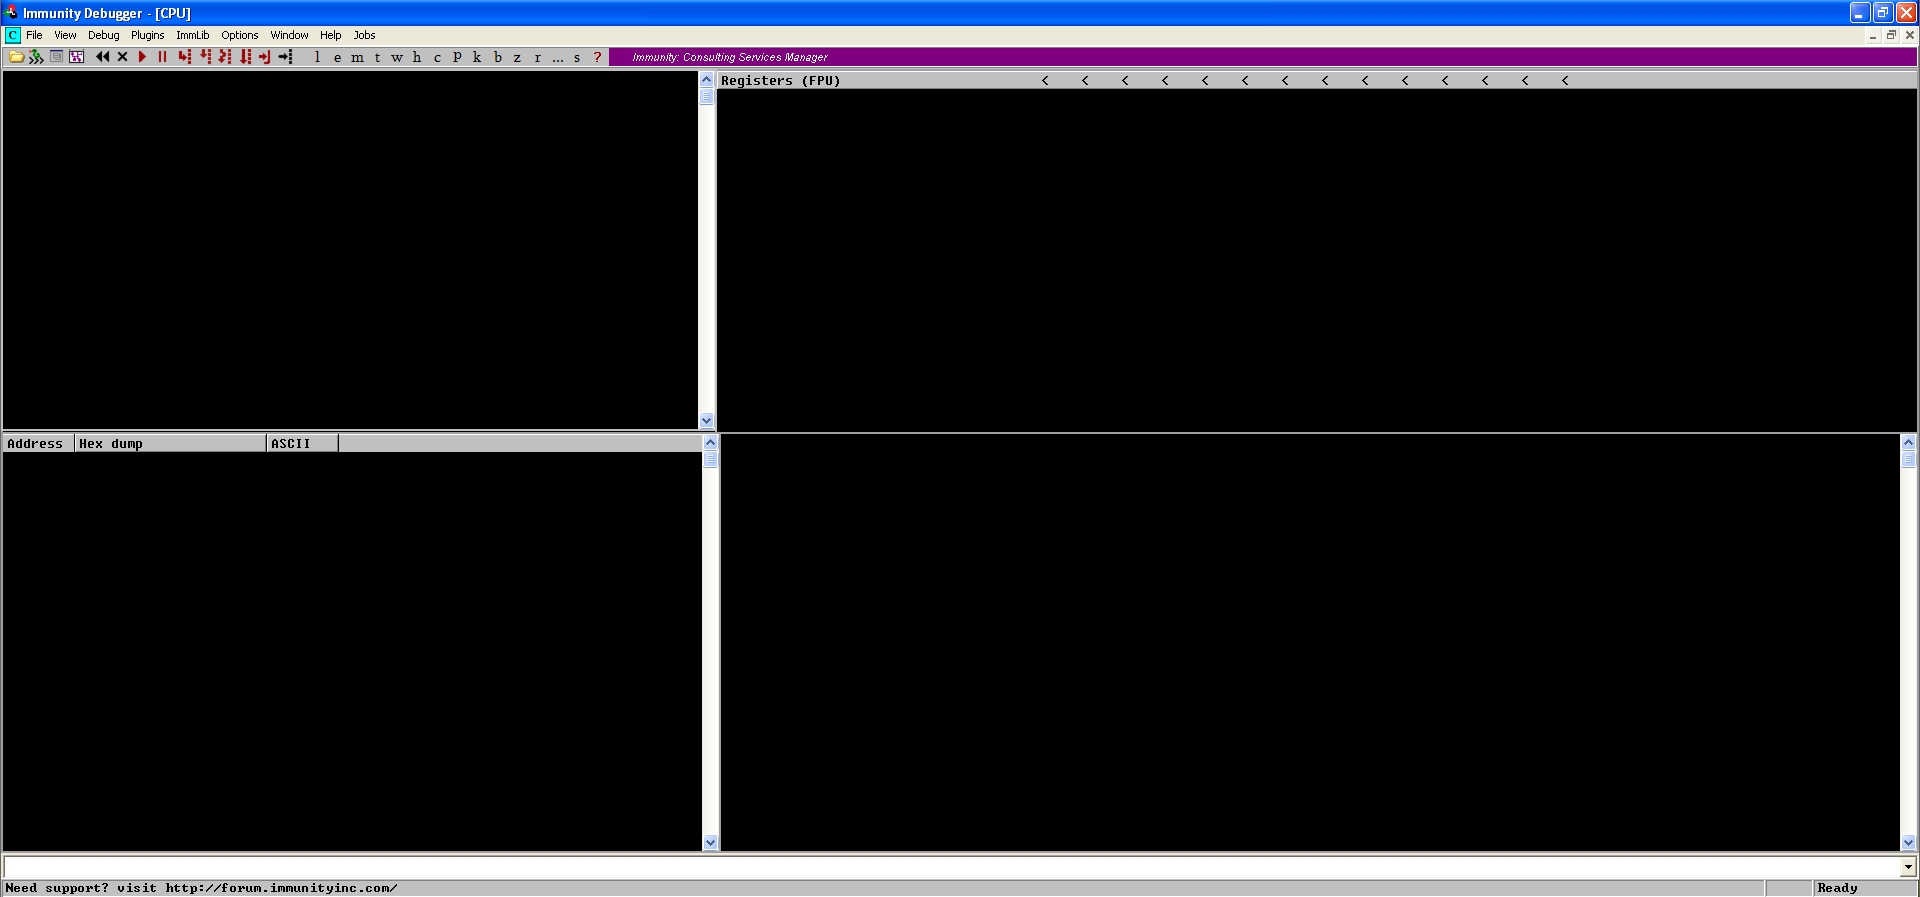 Immunity Debugger - [CPU]
C File View Debug Plugins ImmLib Options Window Help Jobs
l e m t w h c P k b z r ... s ? Immunity: Consulting Services Manager
Registers (FPU) < < < < < < < < < < < < < <
Address Hex dump ASCII
Need support? visit http://forum.immunityinc.com/ Ready